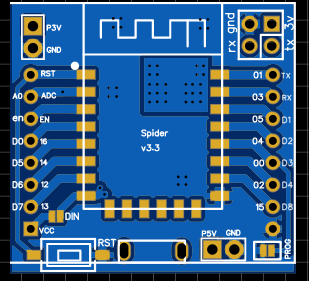 P3V
GND
rx gnd
tx 3v
RST
A0 ADC
en EN
D0 16
D5 14
D6 12
D7 13
DIN
VCC
Spider
v3.3
01 TX
03 RX
05 D1
04 D2
00 D3
02 D4
15 D8
RST
P5V GND
PROG